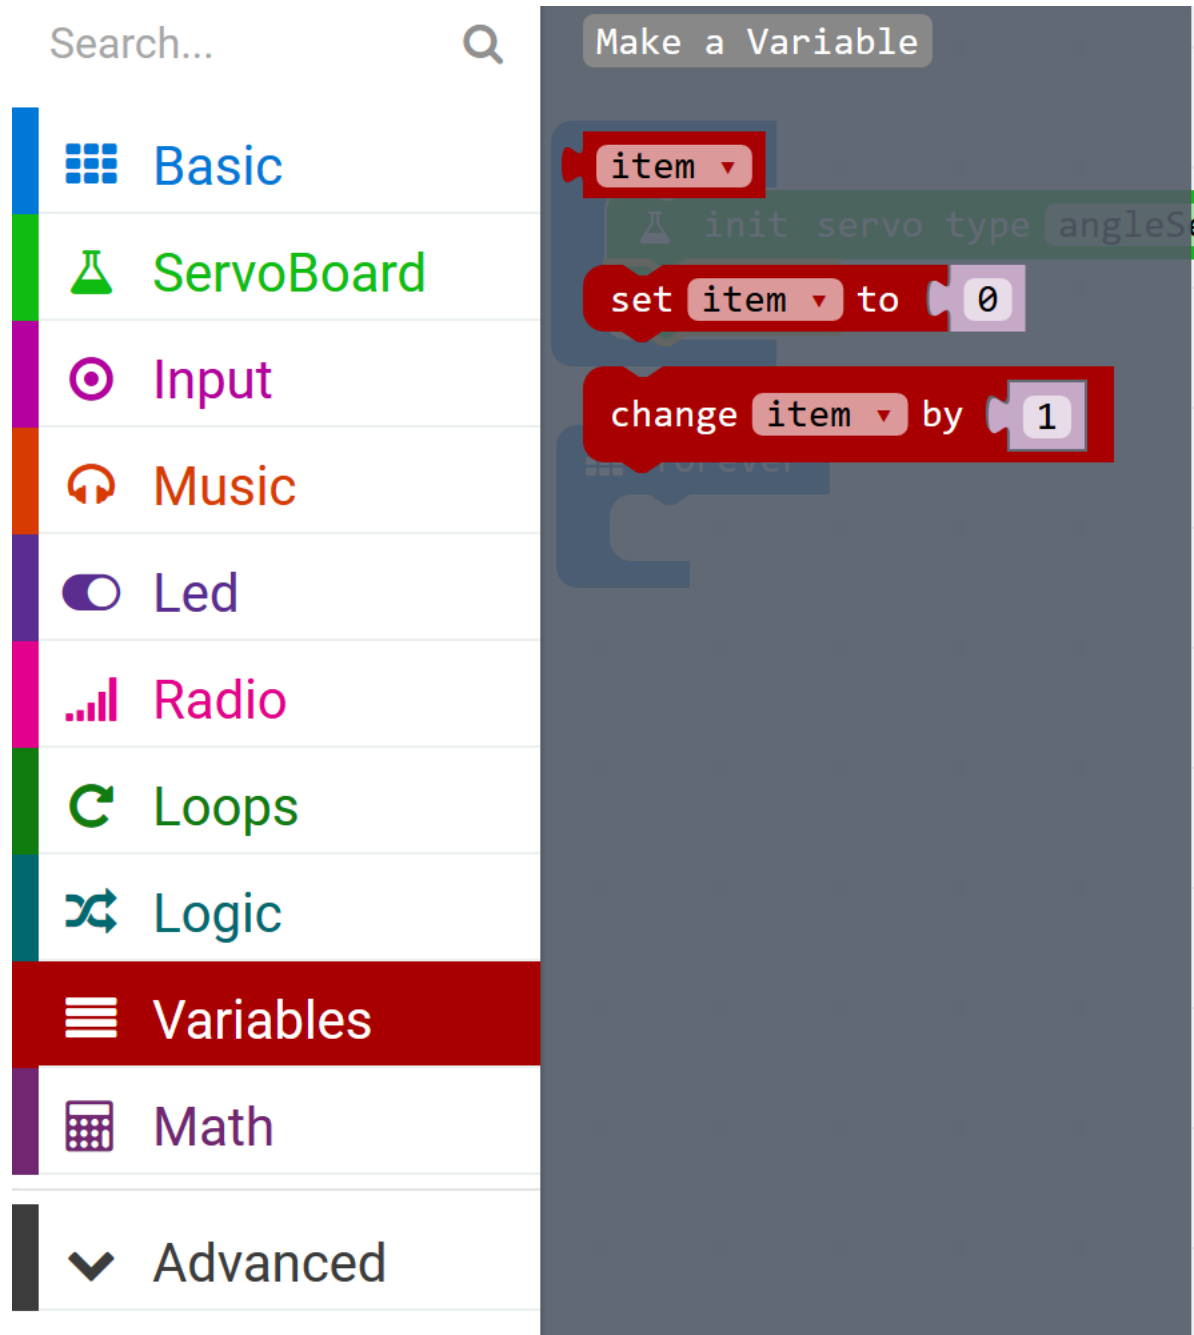 Search...
Make a Variable
Basic
item
init servo type
ServoBoard
set item to 0
Input
change item by 1
forever
Music
Led
Radio
Loops
Logic
Variables
Math
Advanced